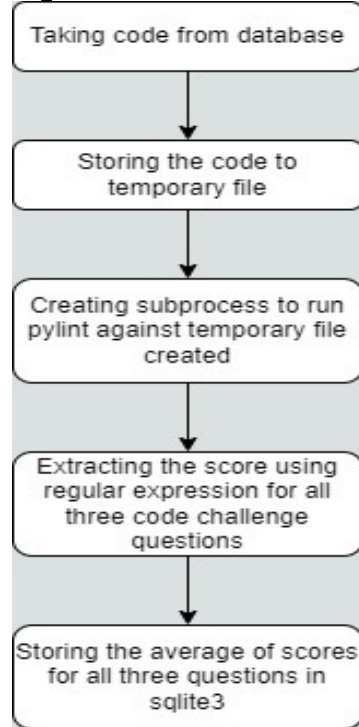 Taking code from database
Storing the code to
temporary file
Creating subprocess to run
pylint against temporary file
created
Extracting the score using
regular expression for all
three code challenge
questions
Storing the average of scores
for all three questions in
sqlite3